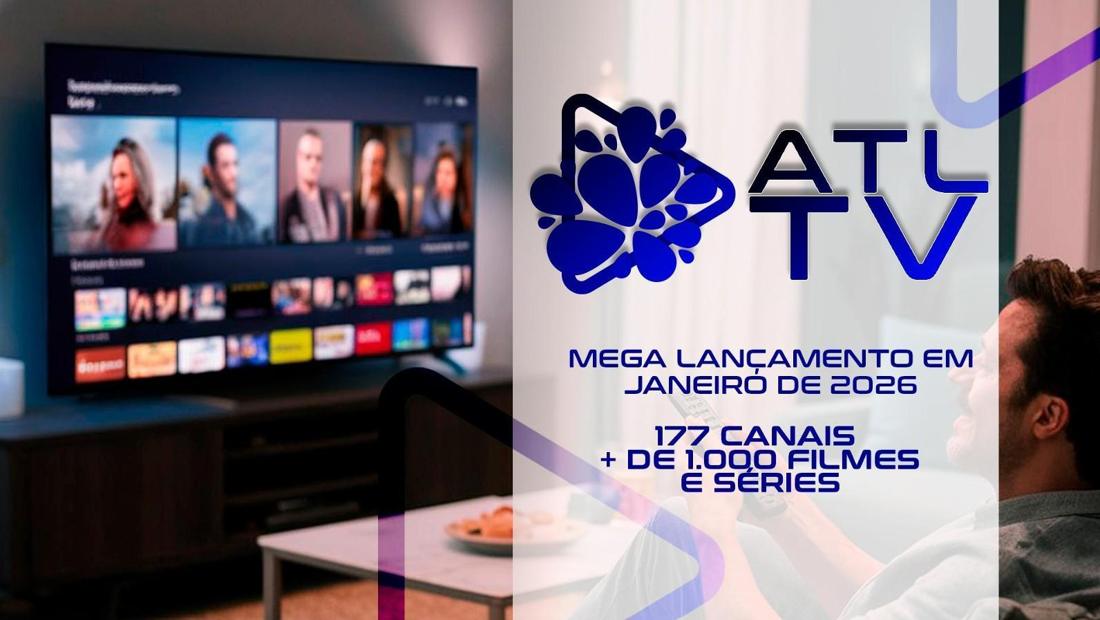 ATL
TV
MEGA LANÇAMENTO EM
JANEIRO DE 2026
177 CANAIS
+ DE 1.000 FILMES
E SÉRIES